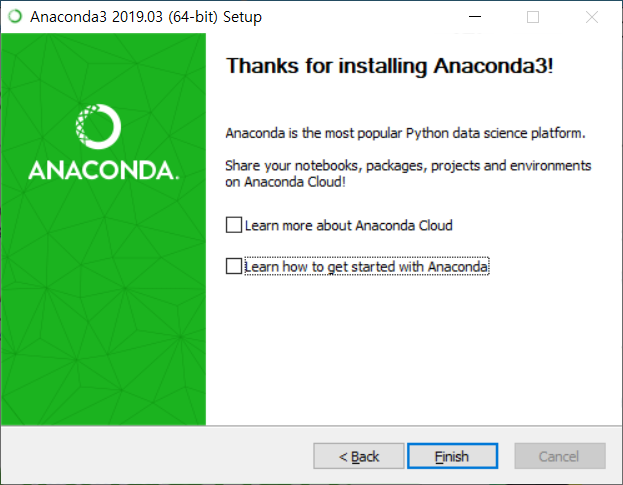 Anaconda3 2019.03 (64-bit) Setup
ANACONDA.
Thanks for installing Anaconda3!
Anaconda is the most popular Python data science platform.
Share your notebooks, packages, projects and environments
on Anaconda Cloud!
Learn more about Anaconda Cloud
Learn how to get started with Anaconda
< Back
Finish
Cancel